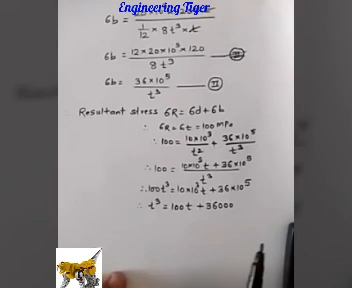 Engineering Tiger
6b =
1/12 × 8t³ × t
6b = 12 × 20 × 10³ × 120 / 8t³ — II
6b = 36 × 10⁵ / t³ — II
Resultant stress 6R = 6d + 6b
∴ 6R = 6t = 100 MPa
∴ 100 = 10×10³ / t² + 36×10⁵ / t³
∴ 100 = 10×10³t + 36×10⁵ / t³
∴ 100t³ = 10×10³t + 36×10⁵
∴ t³ = 100t + 36000